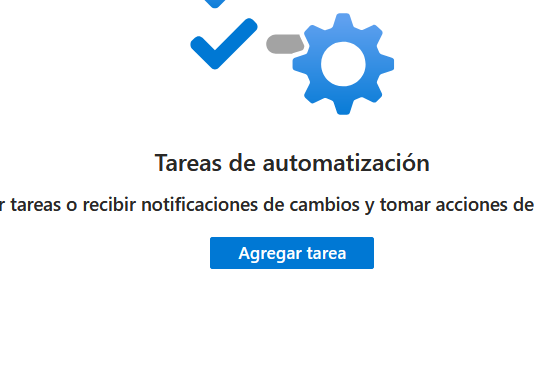 Tareas de automatización
r tareas o recibir notificaciones de cambios y tomar acciones de
Agregar tarea